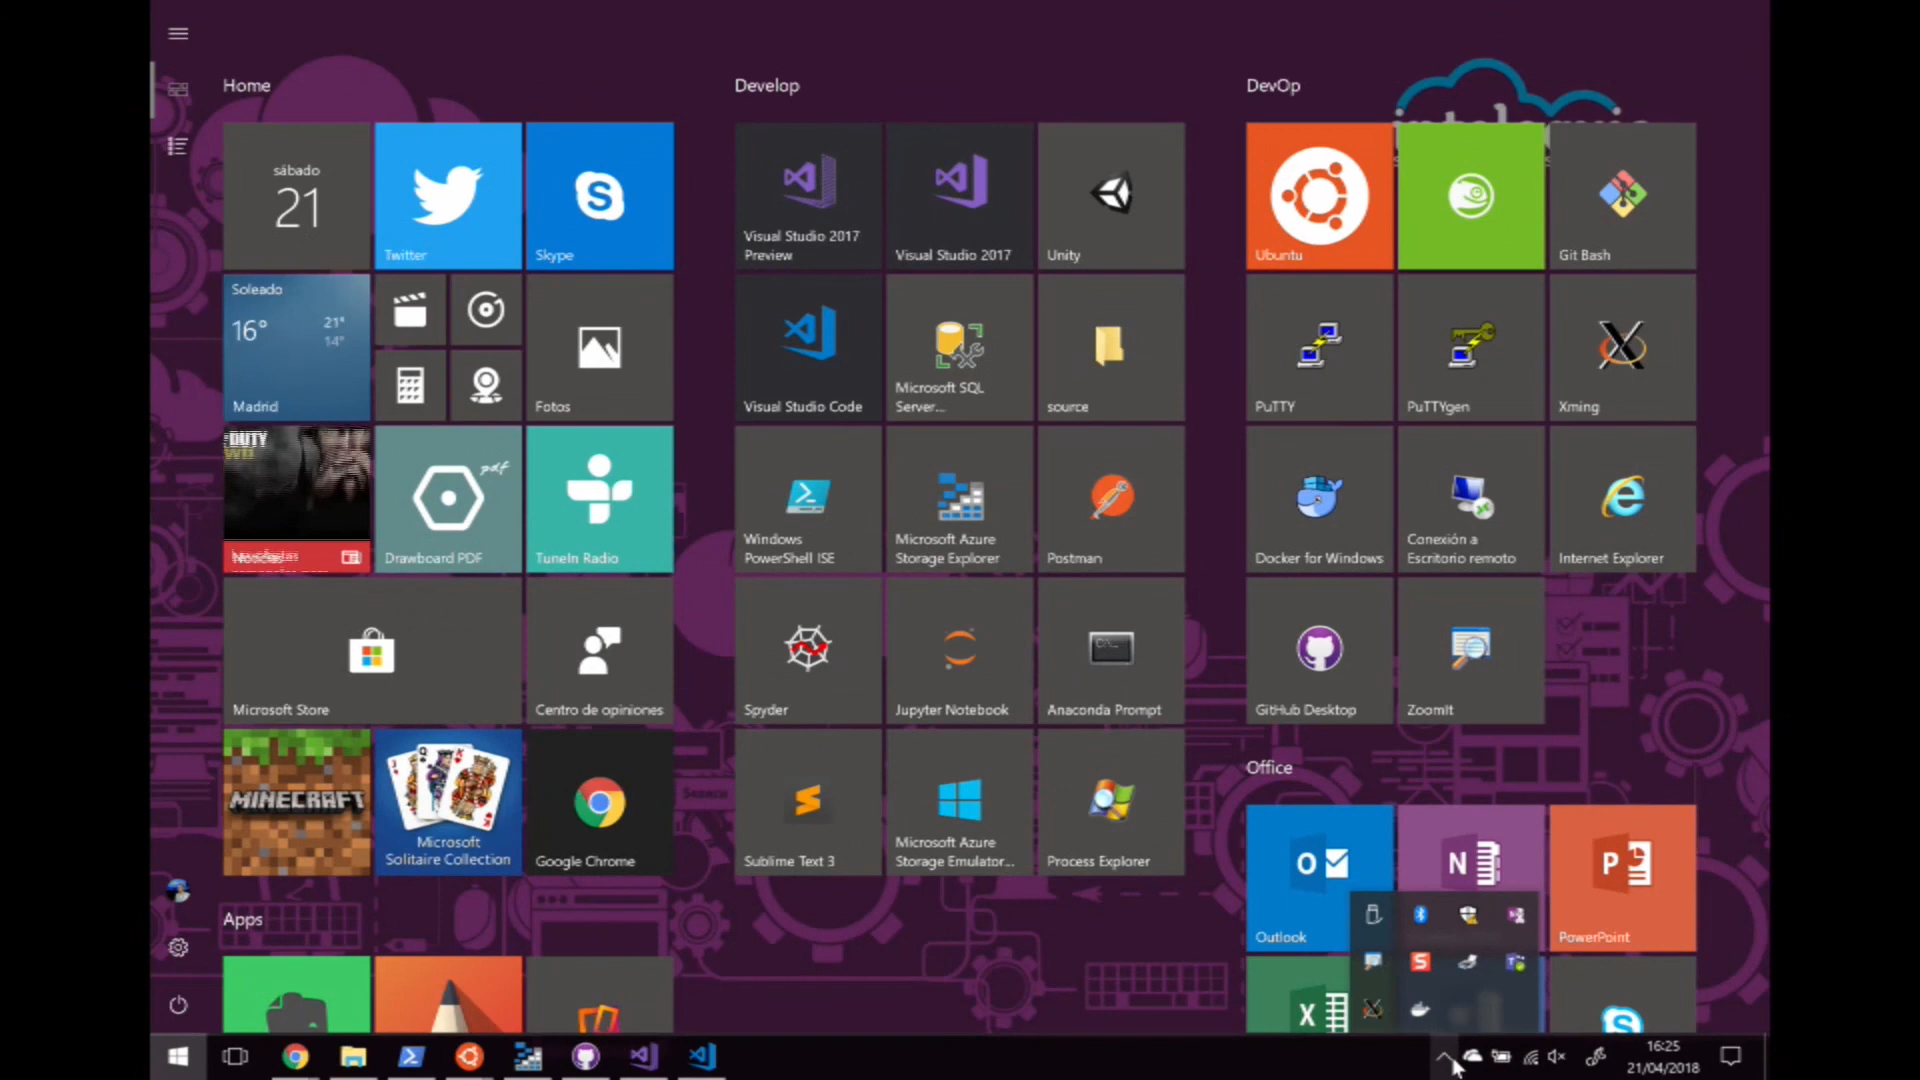 Home
Develop
DevOp
sábado
21
Twitter
Skype
Visual Studio 2017
Preview
Visual Studio 2017
Unity
Ubuntu
Git Bash
Soleado
16°
21°
14°
Madrid
Fotos
Visual Studio Code
Microsoft SQL
Server...
source
PuTTY
PuTTYgen
Xming
DUTY
pdf
Drawboard PDF
TuneIn Radio
Windows
PowerShell ISE
Microsoft Azure
Storage Explorer
Postman
Docker for Windows
Conexión a
Escritorio remoto
Internet Explorer
Microsoft Store
Centro de opiniones
Spyder
Jupyter Notebook
Anaconda Prompt
GitHub Desktop
ZoomIt
Office
MINECRAFT
Microsoft
Solitaire Collection
Google Chrome
Sublime Text 3
Microsoft Azure
Storage Emulator...
Process Explorer
Outlook
PowerPoint
Apps
16:25
21/04/2018